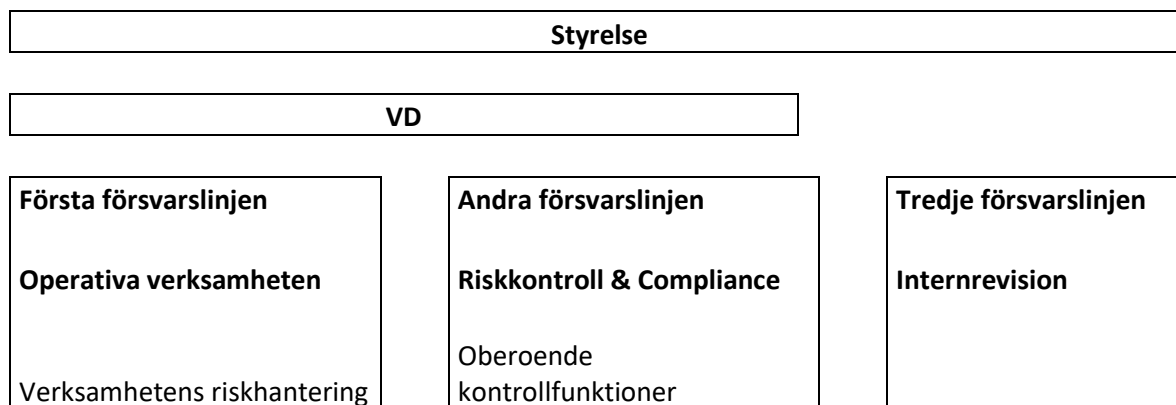 Styrelse
VD
Första försvarslinjen
Operativa verksamheten
Verksamhetens riskhantering
Andra försvarslinjen
Riskkontroll & Compliance
Oberoende
kontrollfunktioner
Tredje försvarslinjen
Internrevision